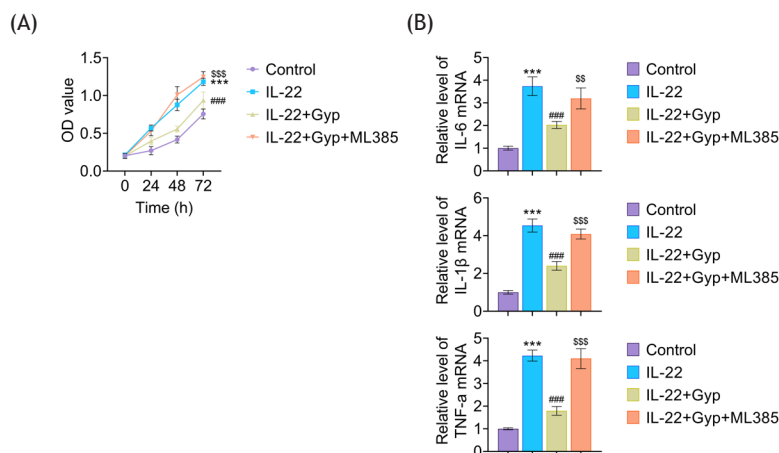 (A)
OD value
1.5
1.0
0.5
0.0
0 24 48 72
Time (h)
$$$
***
###
Control
IL-22
IL-22+Gyp
IL-22+Gyp+ML385
(B)
Relative level of
IL-6 mRNA
5
4
3
2
1
0
***
###
$$
Control
IL-22
IL-22+Gyp
IL-22+Gyp+ML385
Relative level of
IL-1β mRNA
6
4
2
0
***
###
$$$
Control
IL-22
IL-22+Gyp
IL-22+Gyp+ML385
Relative level of
TNF-a mRNA
5
4
3
2
1
0
***
###
$$$
Control
IL-22
IL-22+Gyp
IL-22+Gyp+ML385